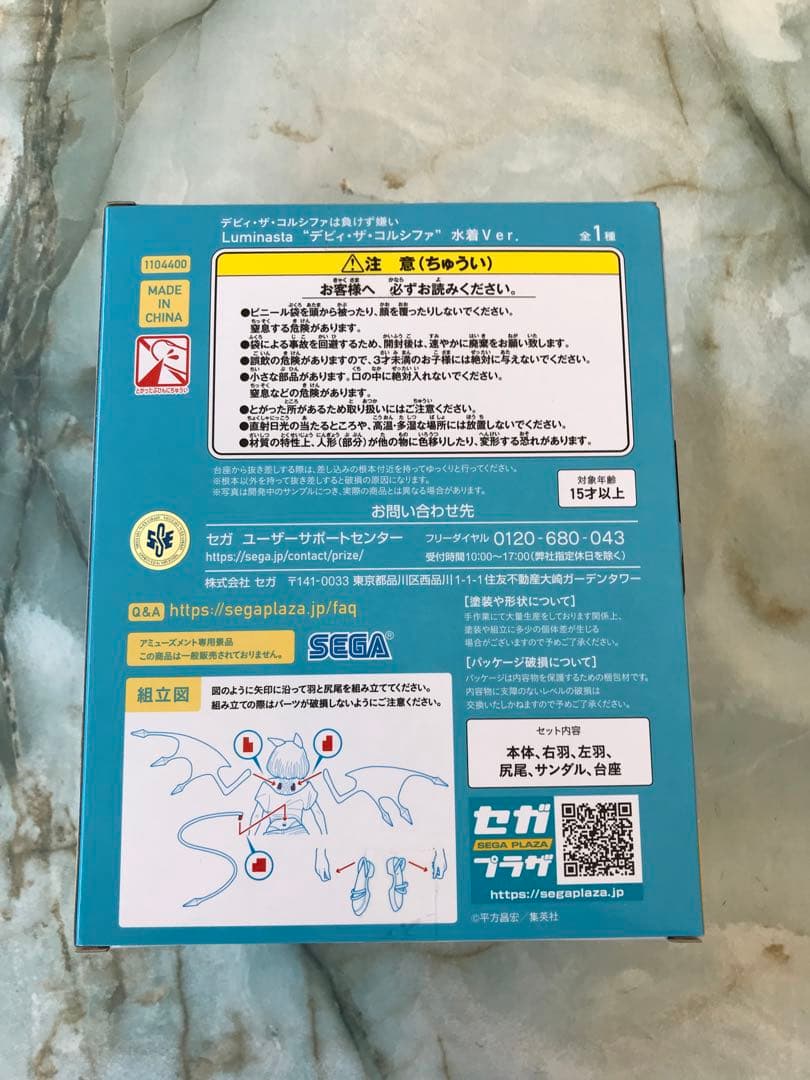 デビィ・ザ・コルシファは負けず嫌い
Luminasta “デビィ・ザ・コルシファ” 水着Ver.
全1種
1104400
MADE
IN
CHINA
とがったぶひんにちゅうい
⚠注 意(ちゅうい)
お客様へ 必ずお読みください。
●ビニール袋を頭から被ったり、顔を覆ったりしないでください。
窒息する危険があります。
●袋による事故を回避するため、開封後は、速やかに廃棄をお願い致します。
●誤飲の危険がありますので、3才未満のお子様には絶対に与えないでください。
●小さな部品があります。口の中に絶対入れないでください。
窒息などの危険があります。
●とがった所があるため取り扱いにはご注意ください。
●直射日光の当たるところや、高温・多湿な場所には放置しないでください。
●材質の特性上、人形(部分)が他の物に色移りしたり、変形する恐れがあります。
台座から抜き差しする際は、差し込みの根本付近を持ってゆっくりと行ってください。
※根本以外を持って抜き差しすると破損の原因になります。
※写真は開発中のサンプルにつき、実際の商品とは異なる場合があります。
対象年齢
15才以上
お問い合わせ先
セガ ユーザーサポートセンター
フリーダイヤル 0120-680-043
https://sega.jp/contact/prize/
受付時間10:00~17:00(弊社指定休日を除く)
株式会社 セガ 〒141-0033 東京都品川区西品川1-1-1住友不動産大崎ガーデンタワー
Q&A https://segaplaza.jp/faq
アミューズメント専用景品
この商品は一般販売されておりません。
SEGA®
[塗装や形状について]
手作業にて大量生産をしております関係上、
塗装や組立に多少の個体差が生じる
場合がございますので予めご了承ください。
[パッケージ破損について]
パッケージは内容物を保護するための梱包材です。
内容物に支障のないレベルの破損は
交換いたしかねますので予めご了承ください。
組立図
図のように矢印に沿って羽と尻尾を組み立ててください。
組み立ての際はパーツが破損しないようにご注意ください。
セット内容
本体、右羽、左羽、
尻尾、サンダル、台座
セガ
SEGA PLAZA
プラザ
https://segaplaza.jp
©平方昌宏/集英社